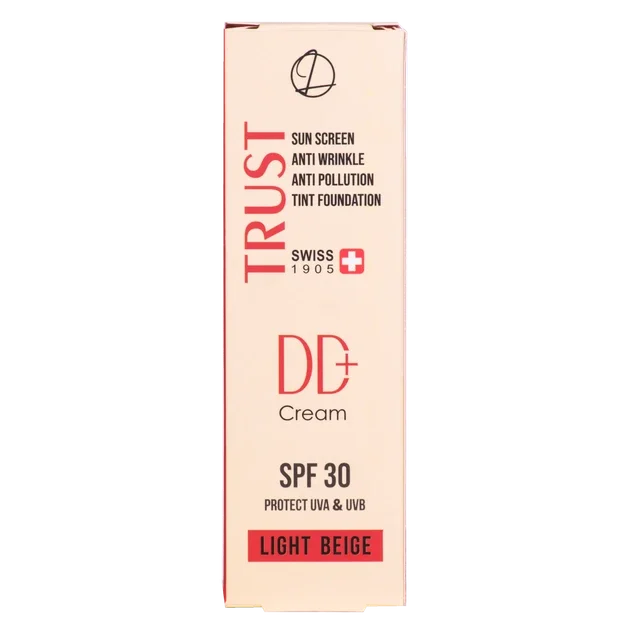 TRUST
SUN SCREEN
ANTI WRINKLE
ANTI POLLUTION
TINT FOUNDATION
SWISS
1905
DD+
Cream
SPF 30
PROTECT UVA & UVB
LIGHT BEIGE